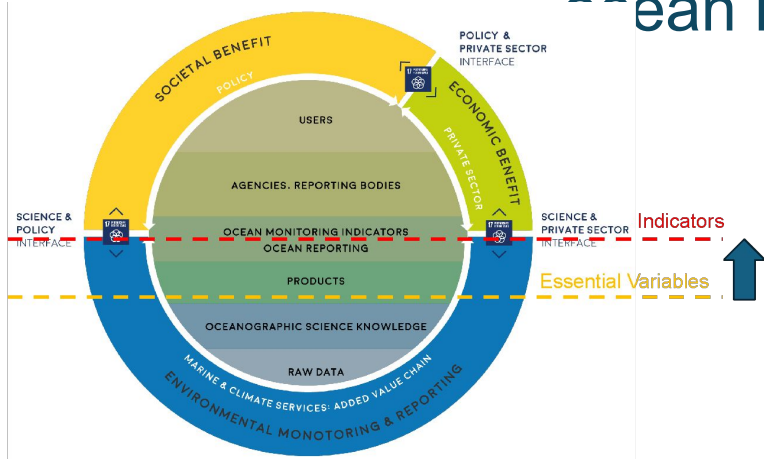 ocean
POLICY &
PRIVATE SECTOR
INTERFACE
SOCIETAL BENEFIT
POLICY
ECONOMIC BENEFIT
PRIVATE SECTOR
USERS
AGENCIES, REPORTING BODIES
SCIENCE &
POLICY
INTERFACE
OCEAN MONITORING INDICATORS
OCEAN REPORTING
SCIENCE &
PRIVATE SECTOR
INTERFACE
Indicators
PRODUCTS
Essential Variables
OCEANOGRAPHIC SCIENCE KNOWLEDGE
RAW DATA
MARINE & CLIMATE SERVICES: ADDED VALUE CHAIN
ENVIRONMENTAL MONOTORING & REPORTING